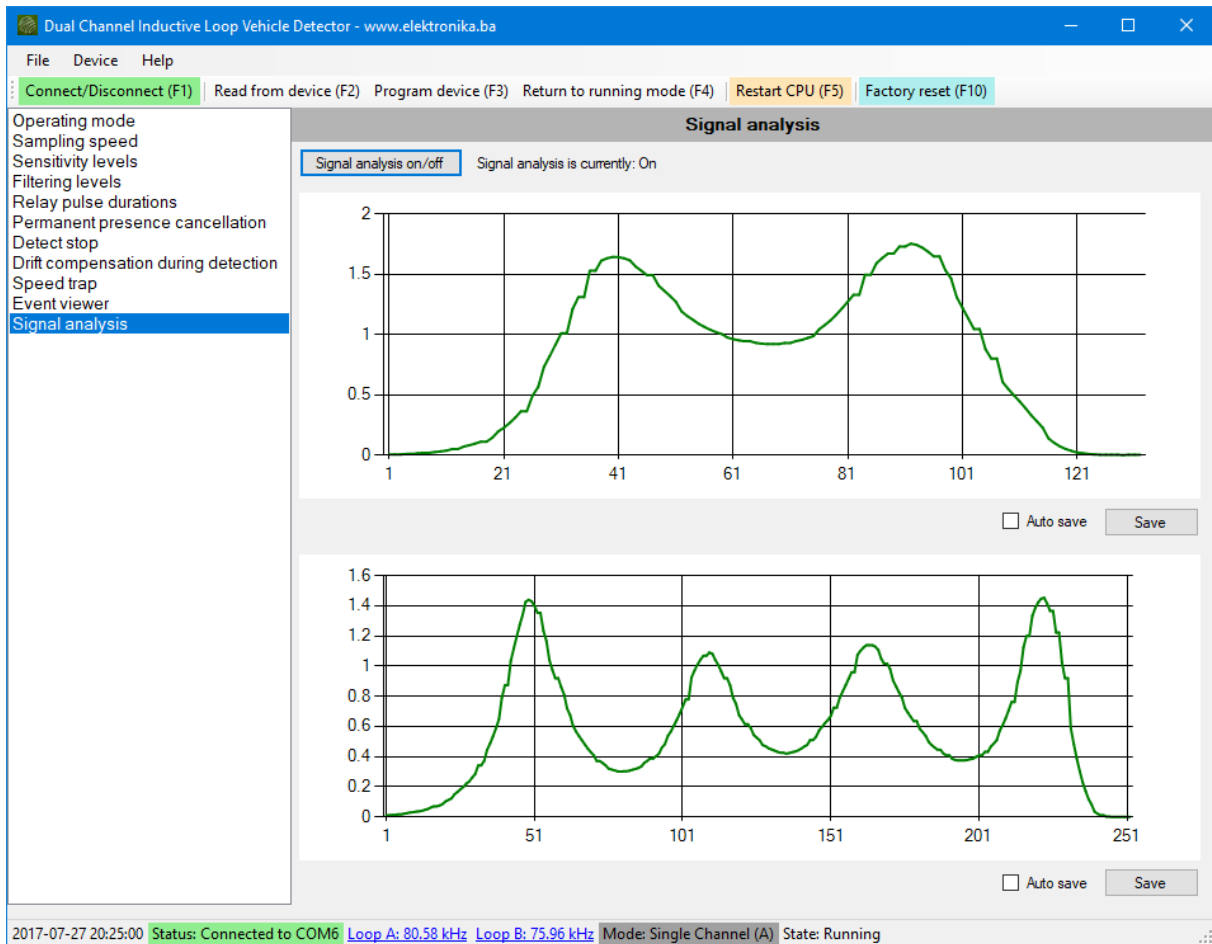 Dual Channel Inductive Loop Vehicle Detector - www.elektronika.ba
File Device Help
Connect/Disconnect (F1) Read from device (F2) Program device (F3) Return to running mode (F4) Restart CPU (F5) Factory reset (F10)
Operating mode
Sampling speed
Sensitivity levels
Filtering levels
Relay pulse durations
Permanent presence cancellation
Detect stop
Drift compensation during detection
Speed trap
Event viewer
Signal analysis
Signal analysis
Signal analysis on/off Signal analysis is currently: On
2
1.5
1
0.5
0
1 21 41 61 81 101 121
Auto save Save
1.6
1.4
1.2
1
0.8
0.6
0.4
0.2
0
1 51 101 151 201 251
Auto save Save
2017-07-27 20:25:00 Status: Connected to COM6 Loop A: 80.58 kHz Loop B: 75.96 kHz Mode: Single Channel (A) State: Running